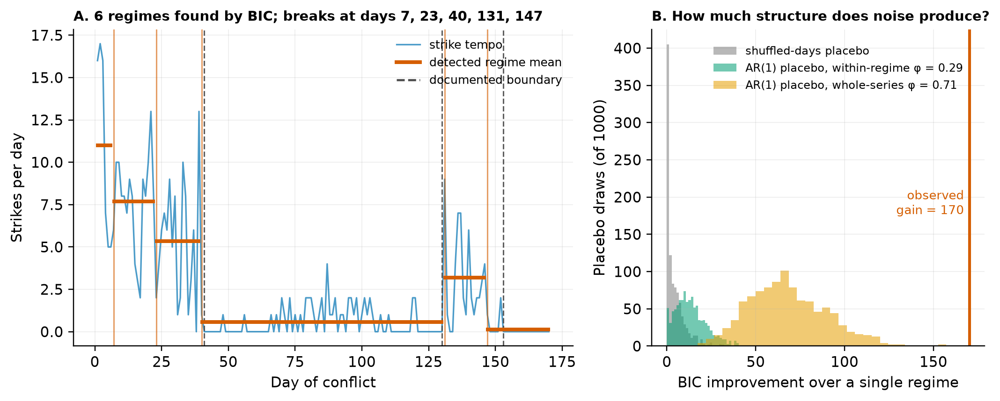 A. 6 regimes found by BIC; breaks at days 7, 23, 40, 131, 147
17.5
15.0
12.5
10.0
7.5
5.0
2.5
0.0
Strikes per day
strike tempo
detected regime mean
documented boundary
0
25
50
75
100
125
150
175
Day of conflict
B. How much structure does noise produce?
400
350
300
250
200
150
100
50
0
Placebo draws (of 1000)
shuffled-days placebo
AR(1) placebo, within-regime φ = 0.29
AR(1) placebo, whole-series φ = 0.71
observed
gain = 170
0
50
100
150
BIC improvement over a single regime